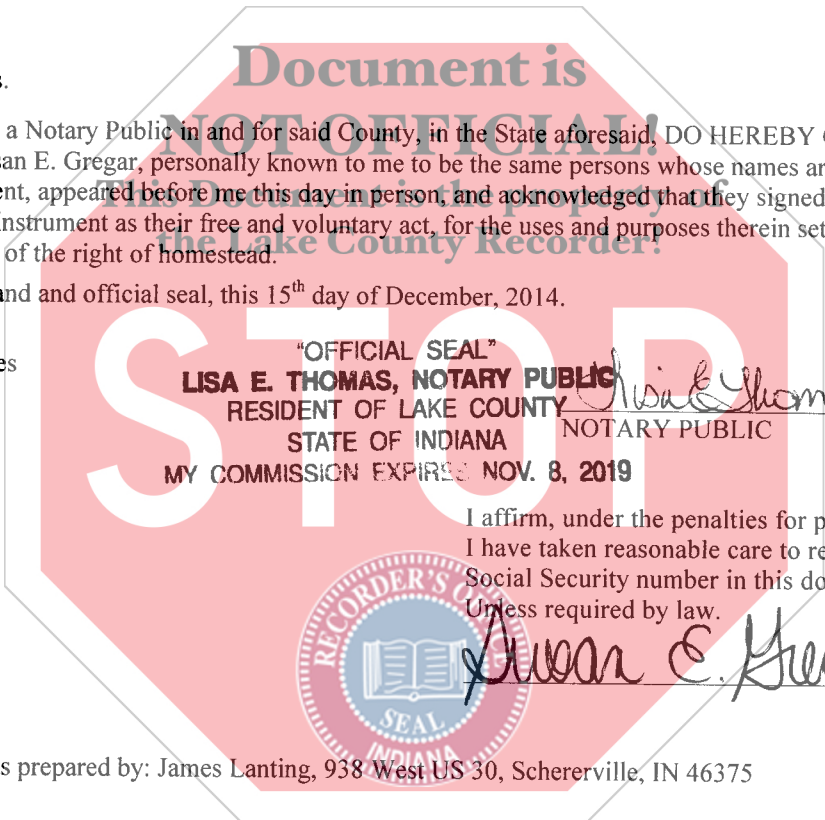 Document is
s.
a Notary Public in and for said County, in the State aforesaid, DO HEREBY
NOT OFFICIAL!
san E. Gregar, personally known to me to be the same persons whose names ar
ent, appeared before me this day in person, and acknowledged that they signed
This Document is the property of
Instrument as their free and voluntary act, for the uses and purposes therein set
the Lake County Recorder!
of the right of homestead.
and and official seal, this 15th day of December, 2014.
STOP
"OFFICIAL SEAL"
es
LISA E. THOMAS, NOTARY PUBLIC
Lisa E Thom
RESIDENT OF LAKE COUNTY
NOTARY PUBLIC
STATE OF INDIANA
MY COMMISSION EXPIRES NOV. 8, 2019
I affirm, under the penalties for p
I have taken reasonable care to re
Social Security number in this do
Unless required by law.
Susan E. Gre
RECORDER'S OFFICE
SEAL
INDIANA
s prepared by: James Lanting, 938 West US 30, Schererville, IN 46375